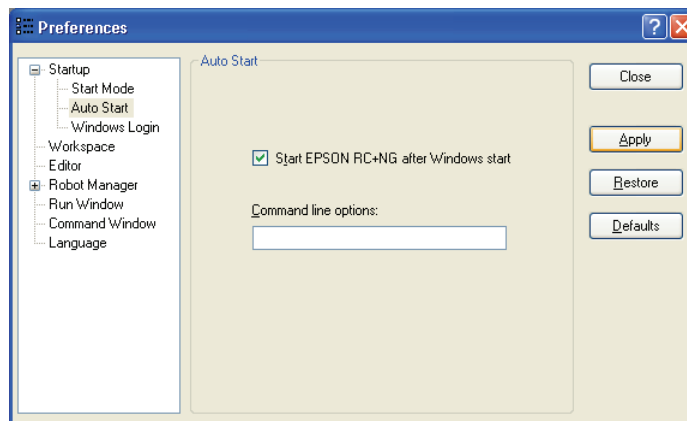 Preferences
Startup
Start Mode
Auto Start
Windows Login
Workspace
Editor
Robot Manager
Run Window
Command Window
Language
Auto Start
Start EPSON RC+NG after Windows start
Command line options:
Close
Apply
Restore
Defaults